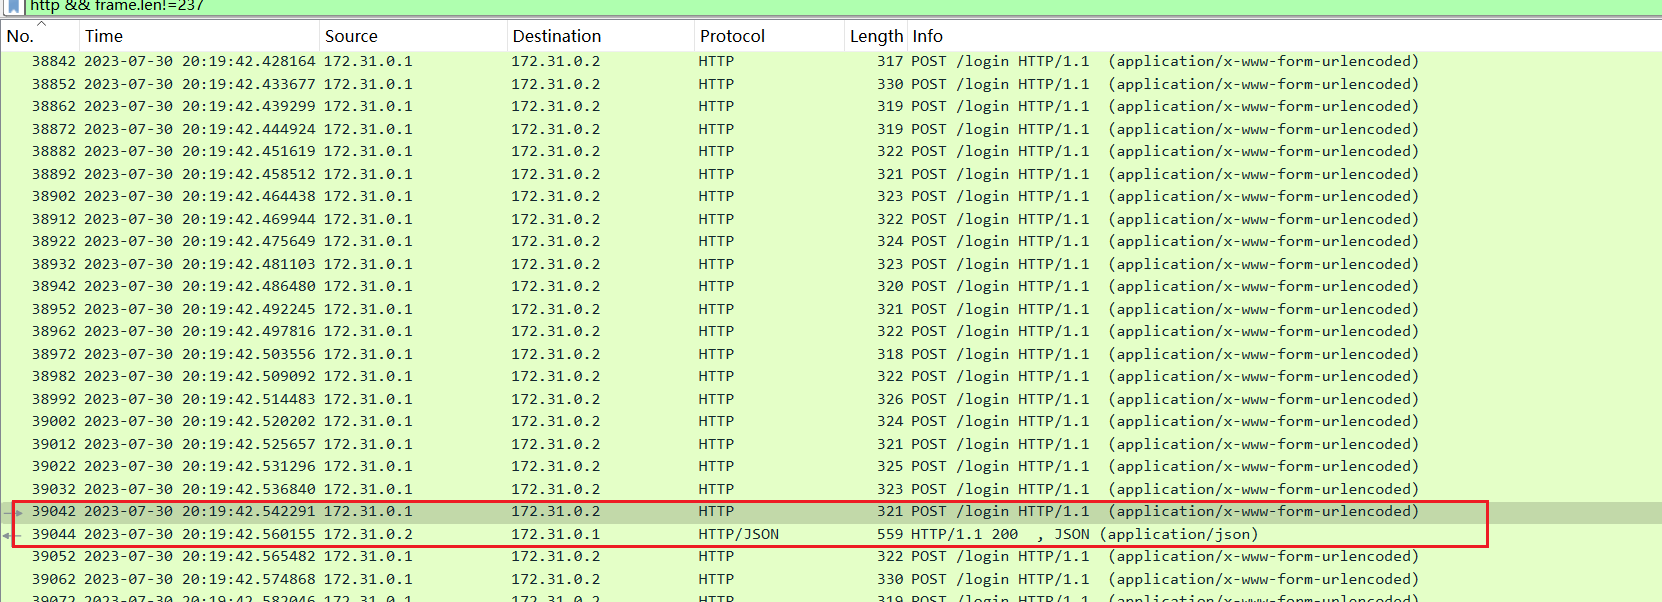 http && frame.len!=237
No. Time Source Destination Protocol Length Info
38842 2023-07-30 20:19:42.428164 172.31.0.1 172.31.0.2 HTTP 317 POST /login HTTP/1.1 (application/x-www-form-urlencoded)
38852 2023-07-30 20:19:42.433677 172.31.0.1 172.31.0.2 HTTP 330 POST /login HTTP/1.1 (application/x-www-form-urlencoded)
38862 2023-07-30 20:19:42.439299 172.31.0.1 172.31.0.2 HTTP 319 POST /login HTTP/1.1 (application/x-www-form-urlencoded)
38872 2023-07-30 20:19:42.444924 172.31.0.1 172.31.0.2 HTTP 319 POST /login HTTP/1.1 (application/x-www-form-urlencoded)
38882 2023-07-30 20:19:42.451619 172.31.0.1 172.31.0.2 HTTP 322 POST /login HTTP/1.1 (application/x-www-form-urlencoded)
38892 2023-07-30 20:19:42.458512 172.31.0.1 172.31.0.2 HTTP 321 POST /login HTTP/1.1 (application/x-www-form-urlencoded)
38902 2023-07-30 20:19:42.464438 172.31.0.1 172.31.0.2 HTTP 323 POST /login HTTP/1.1 (application/x-www-form-urlencoded)
38912 2023-07-30 20:19:42.469944 172.31.0.1 172.31.0.2 HTTP 322 POST /login HTTP/1.1 (application/x-www-form-urlencoded)
38922 2023-07-30 20:19:42.475649 172.31.0.1 172.31.0.2 HTTP 324 POST /login HTTP/1.1 (application/x-www-form-urlencoded)
38932 2023-07-30 20:19:42.481103 172.31.0.1 172.31.0.2 HTTP 323 POST /login HTTP/1.1 (application/x-www-form-urlencoded)
38942 2023-07-30 20:19:42.486480 172.31.0.1 172.31.0.2 HTTP 320 POST /login HTTP/1.1 (application/x-www-form-urlencoded)
38952 2023-07-30 20:19:42.492245 172.31.0.1 172.31.0.2 HTTP 321 POST /login HTTP/1.1 (application/x-www-form-urlencoded)
38962 2023-07-30 20:19:42.497816 172.31.0.1 172.31.0.2 HTTP 322 POST /login HTTP/1.1 (application/x-www-form-urlencoded)
38972 2023-07-30 20:19:42.503556 172.31.0.1 172.31.0.2 HTTP 318 POST /login HTTP/1.1 (application/x-www-form-urlencoded)
38982 2023-07-30 20:19:42.509092 172.31.0.1 172.31.0.2 HTTP 322 POST /login HTTP/1.1 (application/x-www-form-urlencoded)
38992 2023-07-30 20:19:42.514483 172.31.0.1 172.31.0.2 HTTP 326 POST /login HTTP/1.1 (application/x-www-form-urlencoded)
39002 2023-07-30 20:19:42.520202 172.31.0.1 172.31.0.2 HTTP 324 POST /login HTTP/1.1 (application/x-www-form-urlencoded)
39012 2023-07-30 20:19:42.525657 172.31.0.1 172.31.0.2 HTTP 321 POST /login HTTP/1.1 (application/x-www-form-urlencoded)
39022 2023-07-30 20:19:42.531296 172.31.0.1 172.31.0.2 HTTP 325 POST /login HTTP/1.1 (application/x-www-form-urlencoded)
39032 2023-07-30 20:19:42.536840 172.31.0.1 172.31.0.2 HTTP 323 POST /login HTTP/1.1 (application/x-www-form-urlencoded)
39042 2023-07-30 20:19:42.542291 172.31.0.1 172.31.0.2 HTTP 321 POST /login HTTP/1.1 (application/x-www-form-urlencoded)
39044 2023-07-30 20:19:42.560155 172.31.0.2 172.31.0.1 HTTP/JSON 559 HTTP/1.1 200 , JSON (application/json)
39052 2023-07-30 20:19:42.565482 172.31.0.1 172.31.0.2 HTTP 322 POST /login HTTP/1.1 (application/x-www-form-urlencoded)
39062 2023-07-30 20:19:42.574868 172.31.0.1 172.31.0.2 HTTP 330 POST /login HTTP/1.1 (application/x-www-form-urlencoded)
39072 2023-07-30 20:19:42.582046 172.31.0.1 172.31.0.2 HTTP 319 POST /login HTTP/1.1 (application/x-www-form-urlencoded)